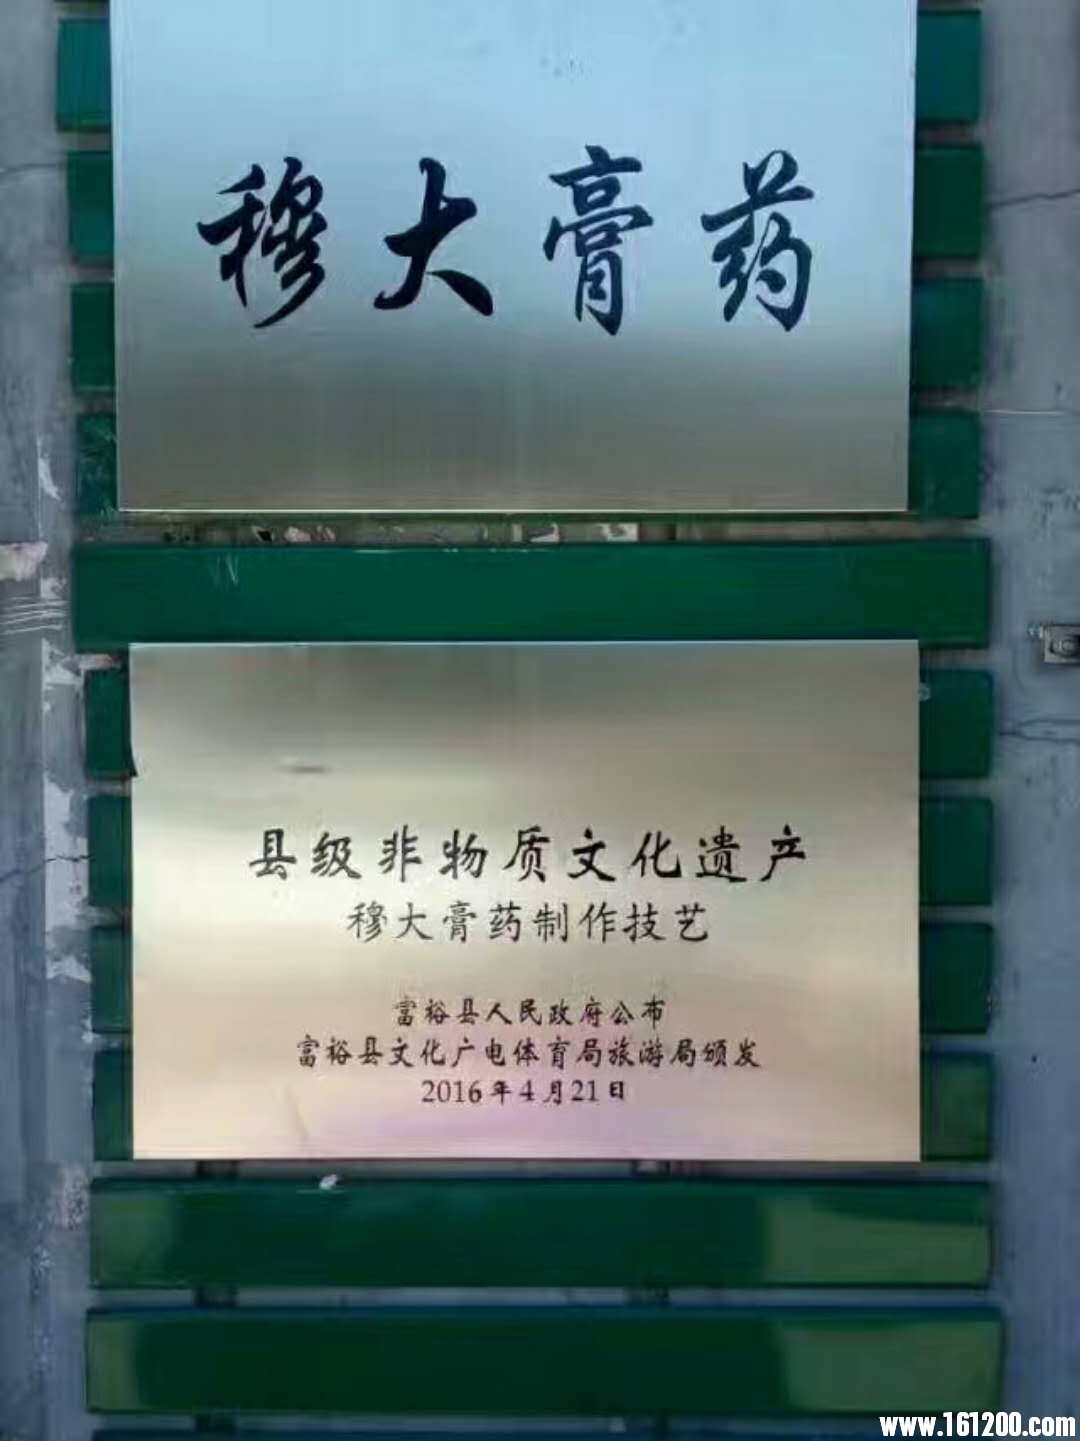 穆大膏药
县级非物质文化遗产
穆大膏药制作技艺
富裕县人民政府公布
富裕县文化广电体育局旅游局颁发
2016年4月21日
www.161200.com